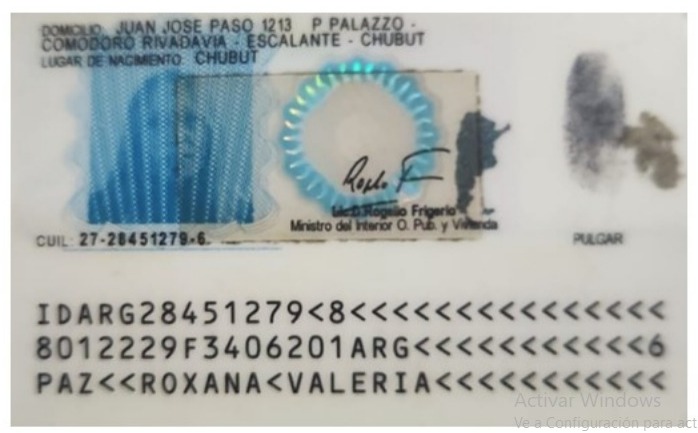 DOMICILIO: JUAN JOSE PASO 1213 P PALAZZO -
COMODORO RIVADAVIA - ESCALANTE - CHUBUT
LUGAR DE NACIMIENTO: CHUBUT
Rogelio Frigerio
Ministro del Interior O. Pub. y Vivienda
CUIL: 27-28451279-6.
PULGAR
IDARG28451279<8<<<<<<<<<<<<<<<
8012229F3406201ARG<<<<<<<<<<<6
PAZ<<ROXANA<VALERIA<<<<<<<<<<<
Activar Windows
Ve a Configuración para act